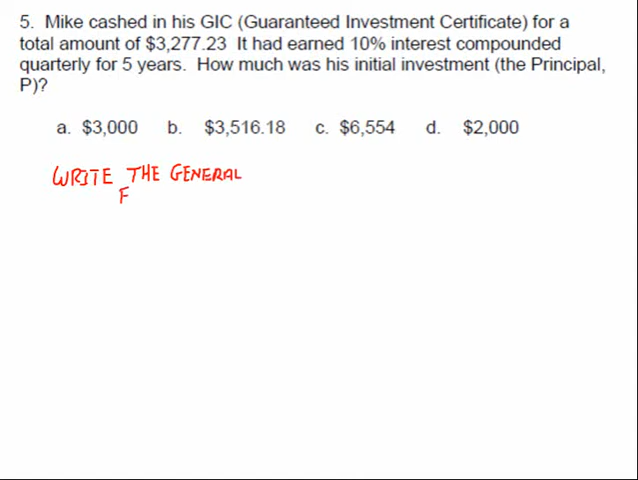 5. Mike cashed in his GIC (Guaranteed Investment Certificate) for a
total amount of $3,277.23 It had earned 10% interest compounded
quarterly for 5 years. How much was his initial investment (the Principal,
P)?
a. $3,000 b. $3,516.18 c. $6,554 d. $2,000
WRITE THE GENERAL
F